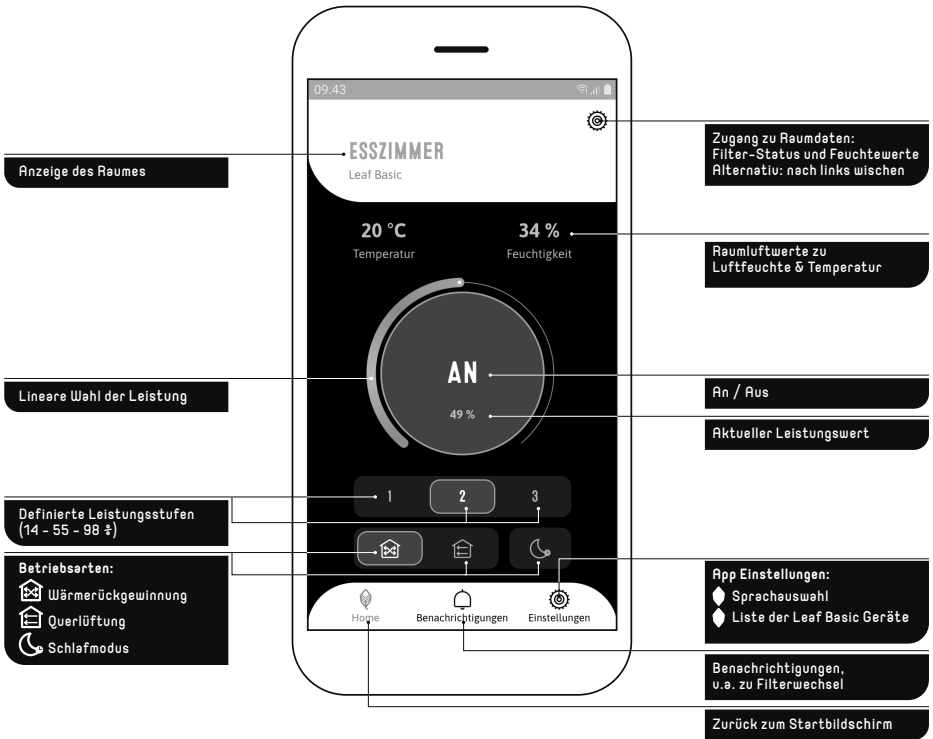 09:43
ESSZIMMER
Leaf Basic
20 °C
Temperatur
34 %
Feuchtigkeit
AN
49 %
1 2 3
Home
Benachrichtigungen
Einstellungen
Anzeige des Raumes
Lineare Wahl der Leistung
Definierte Leistungsstufen
(14 - 55 - 98 %)
Betriebsarten:
Wärmerückgewinnung
Querlüftung
Schlafmodus
Zugang zu Raumdaten:
Filter-Status und Feuchtewerte
Alternativ: nach links wischen
Raumluftwerte zu
Luftfeuchte & Temperatur
An / Aus
Aktueller Leistungswert
App Einstellungen:
Sprachauswahl
Liste der Leaf Basic Geräte
Benachrichtigungen,
u.a. zu Filterwechsel
Zurück zum Startbildschirm